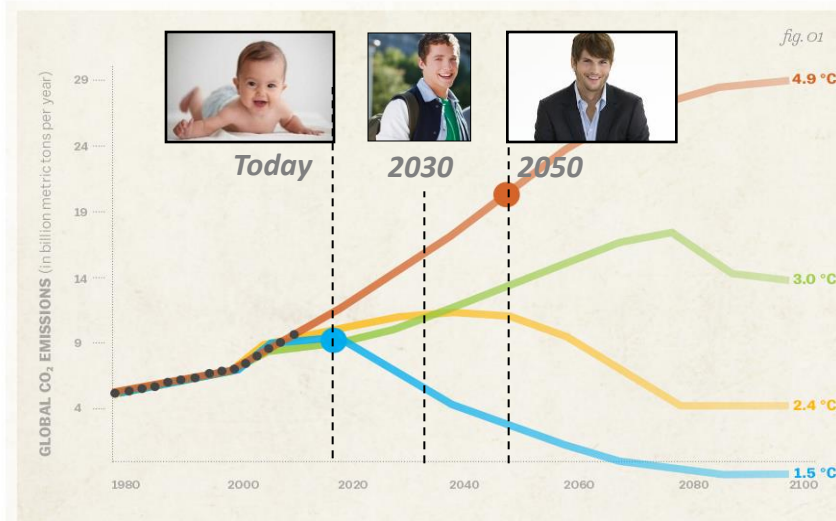 fig. 01
GLOBAL CO₂ EMISSIONS (in billion metric tons per year)
29
24
19
14
9
4
Today
2030
2050
4.9 °C
3.0 °C
2.4 °C
1.5 °C
1980
2000
2020
2040
2060
2080
2100